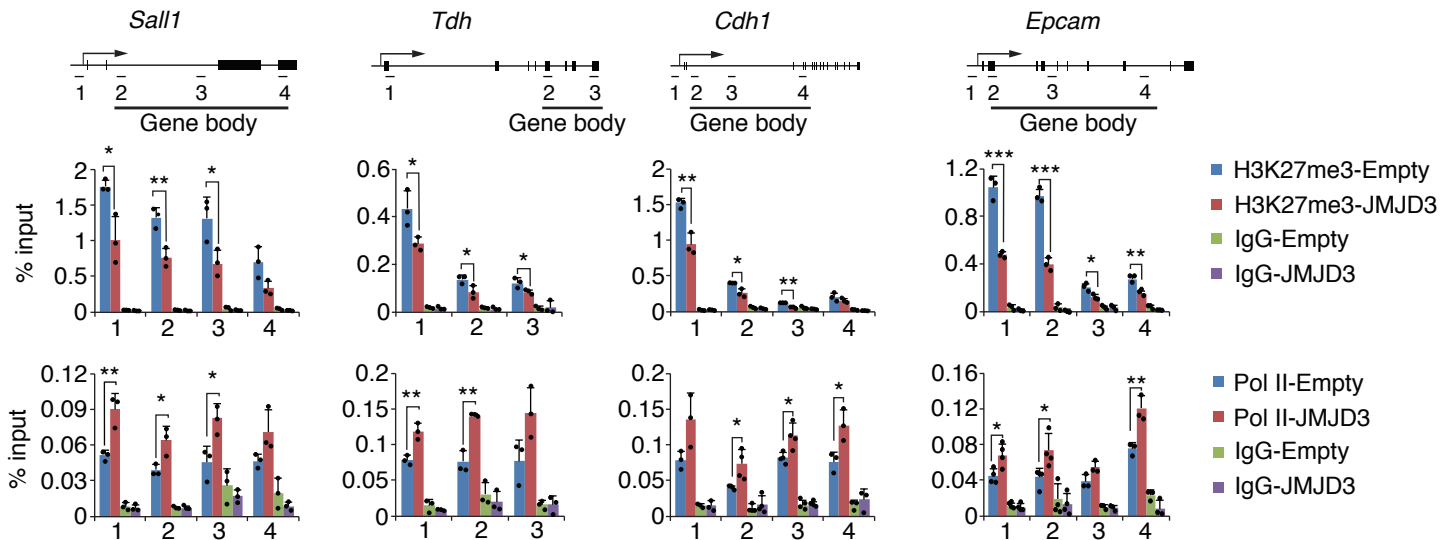 Sall1 Tdh Cdh1 Epcam
1 2 3 4 1 2 3 1 2 3 4 1 2 3 4
Gene body Gene body Gene body Gene body
* ** * * * * ** * ** *** *** * **
% input 2 1.5 1 0.5 0 0.6 0.4 0.2 0 2 1.5 1 0.5 0 1.2 0.8 0.4 0
1 2 3 4 1 2 3 1 2 3 4 1 2 3 4
H3K27me3-Empty
H3K27me3-JMJD3
IgG-Empty
IgG-JMJD3
** * * ** ** * * * * * **
% input 0.12 0.09 0.06 0.03 0 0.2 0.15 0.1 0.05 0 0.2 0.15 0.1 0.05 0 0.16 0.12 0.08 0.04 0
1 2 3 4 1 2 3 1 2 3 4 1 2 3 4
Pol II-Empty
Pol II-JMJD3
IgG-Empty
IgG-JMJD3